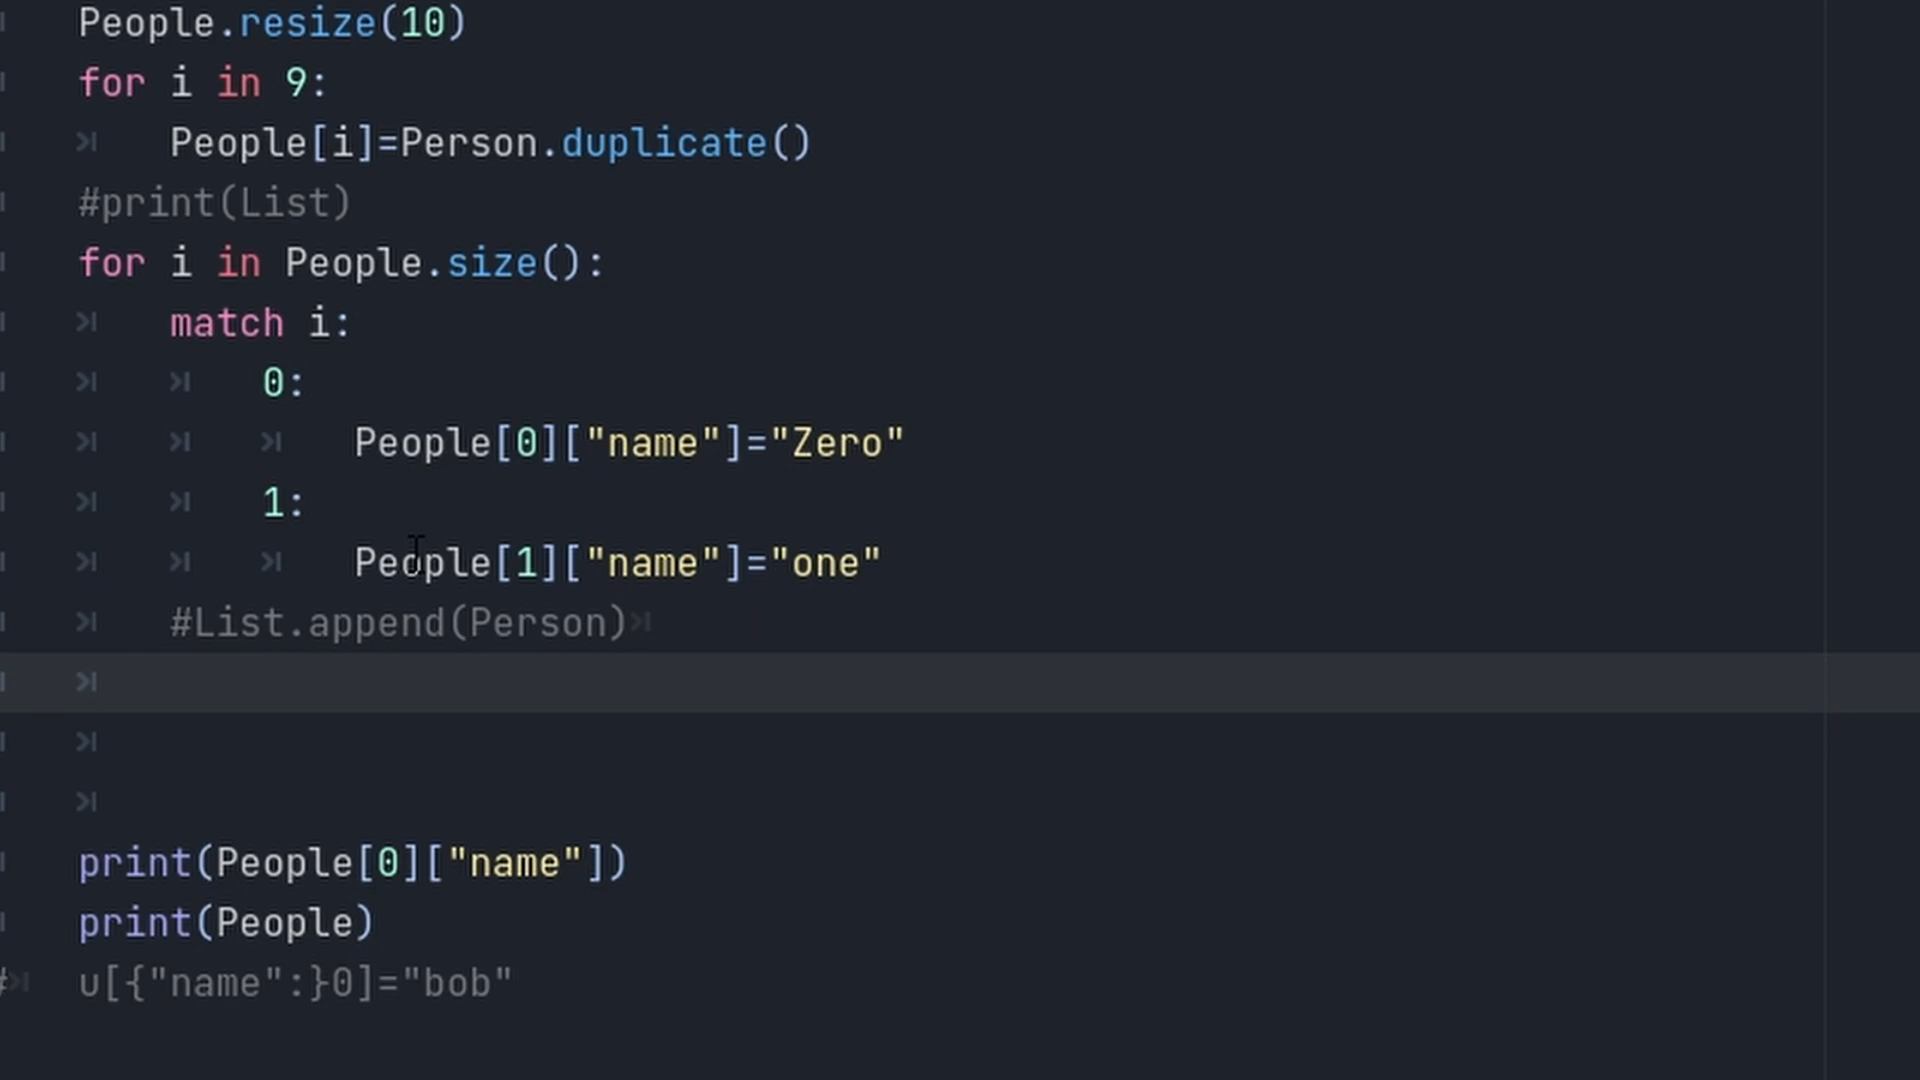 People.resize(10)
for i in 9:
People[i]=Person.duplicate()
#print(List)
for i in People.size():
match i:
0:
People[0]["name"]="Zero"
1:
People[1]["name"]="one"
#List.append(Person)
print(People[0]["name"])
print(People)
# u[{"name":}0]="bob"